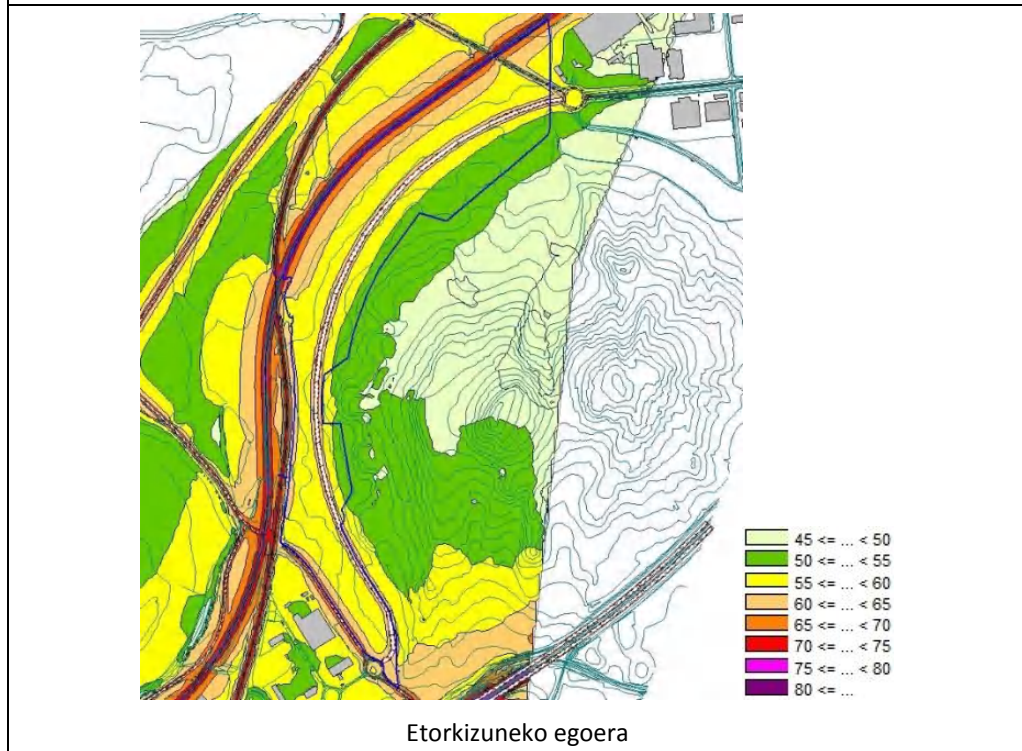 45 <= ... < 50
50 <= ... < 55
55 <= ... < 60
60 <= ... < 65
65 <= ... < 70
70 <= ... < 75
75 <= ... < 80
80 <= ...
Etorkizuneko egoera